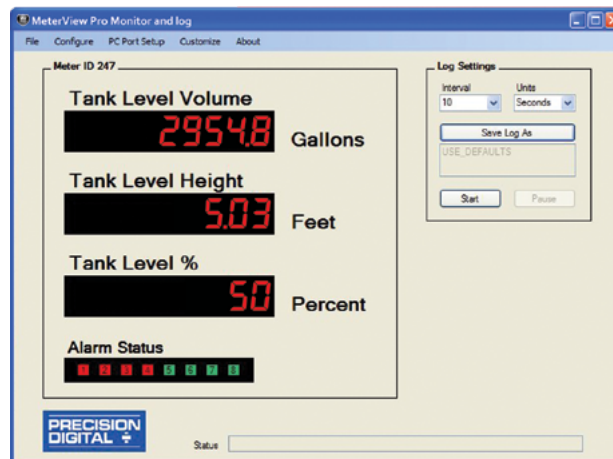 MeterView Pro Monitor and log
File Configure PC Port Setup Customize About
Meter ID 247
Tank Level Volume
2954.8 Gallons
Tank Level Height
5.03 Feet
Tank Level %
50 Percent
Alarm Status
1 2 3 4 5 6 7 8
Log Settings
Interval Units
10 Seconds
Save Log As
USE_DEFAULTS
Start Pause
PRECISION
DIGITAL
Status